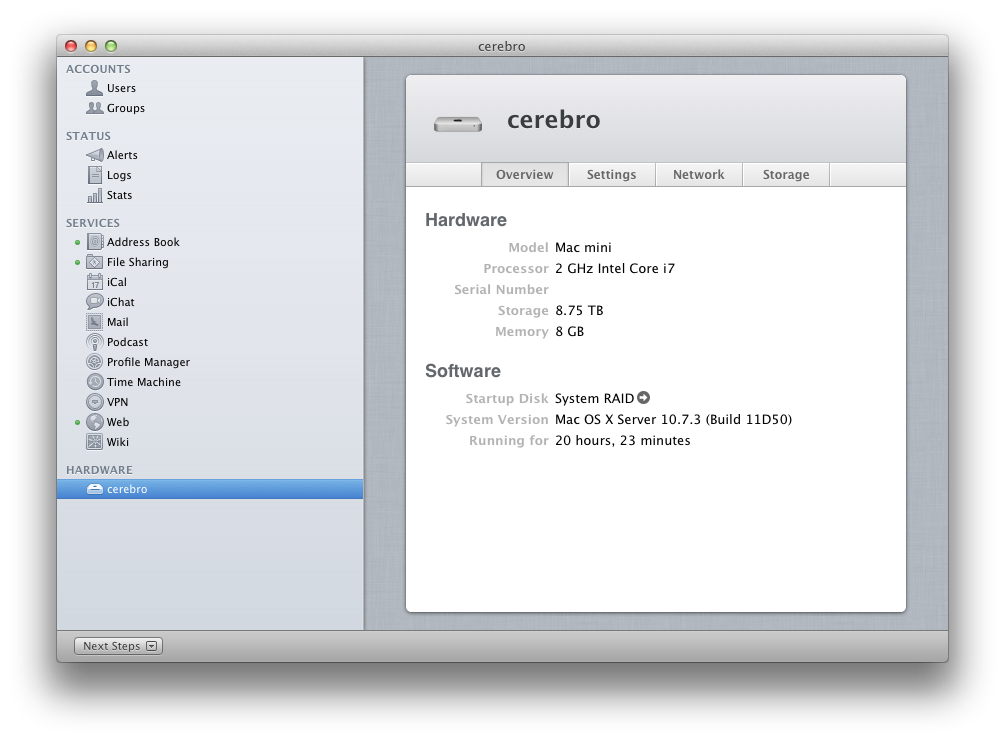 cerebro
ACCOUNTS
Users
Groups
STATUS
Alerts
Logs
Stats
SERVICES
Address Book
File Sharing
17 iCal
iChat
Mail
Podcast
Profile Manager
Time Machine
VPN
Web
Wiki
HARDWARE
cerebro
cerebro
Overview Settings Network Storage
Hardware
Model Mac mini
Processor 2 GHz Intel Core i7
Serial Number
Storage 8.75 TB
Memory 8 GB
Software
Startup Disk System RAID
System Version Mac OS X Server 10.7.3 (Build 11D50)
Running for 20 hours, 23 minutes
Next Steps